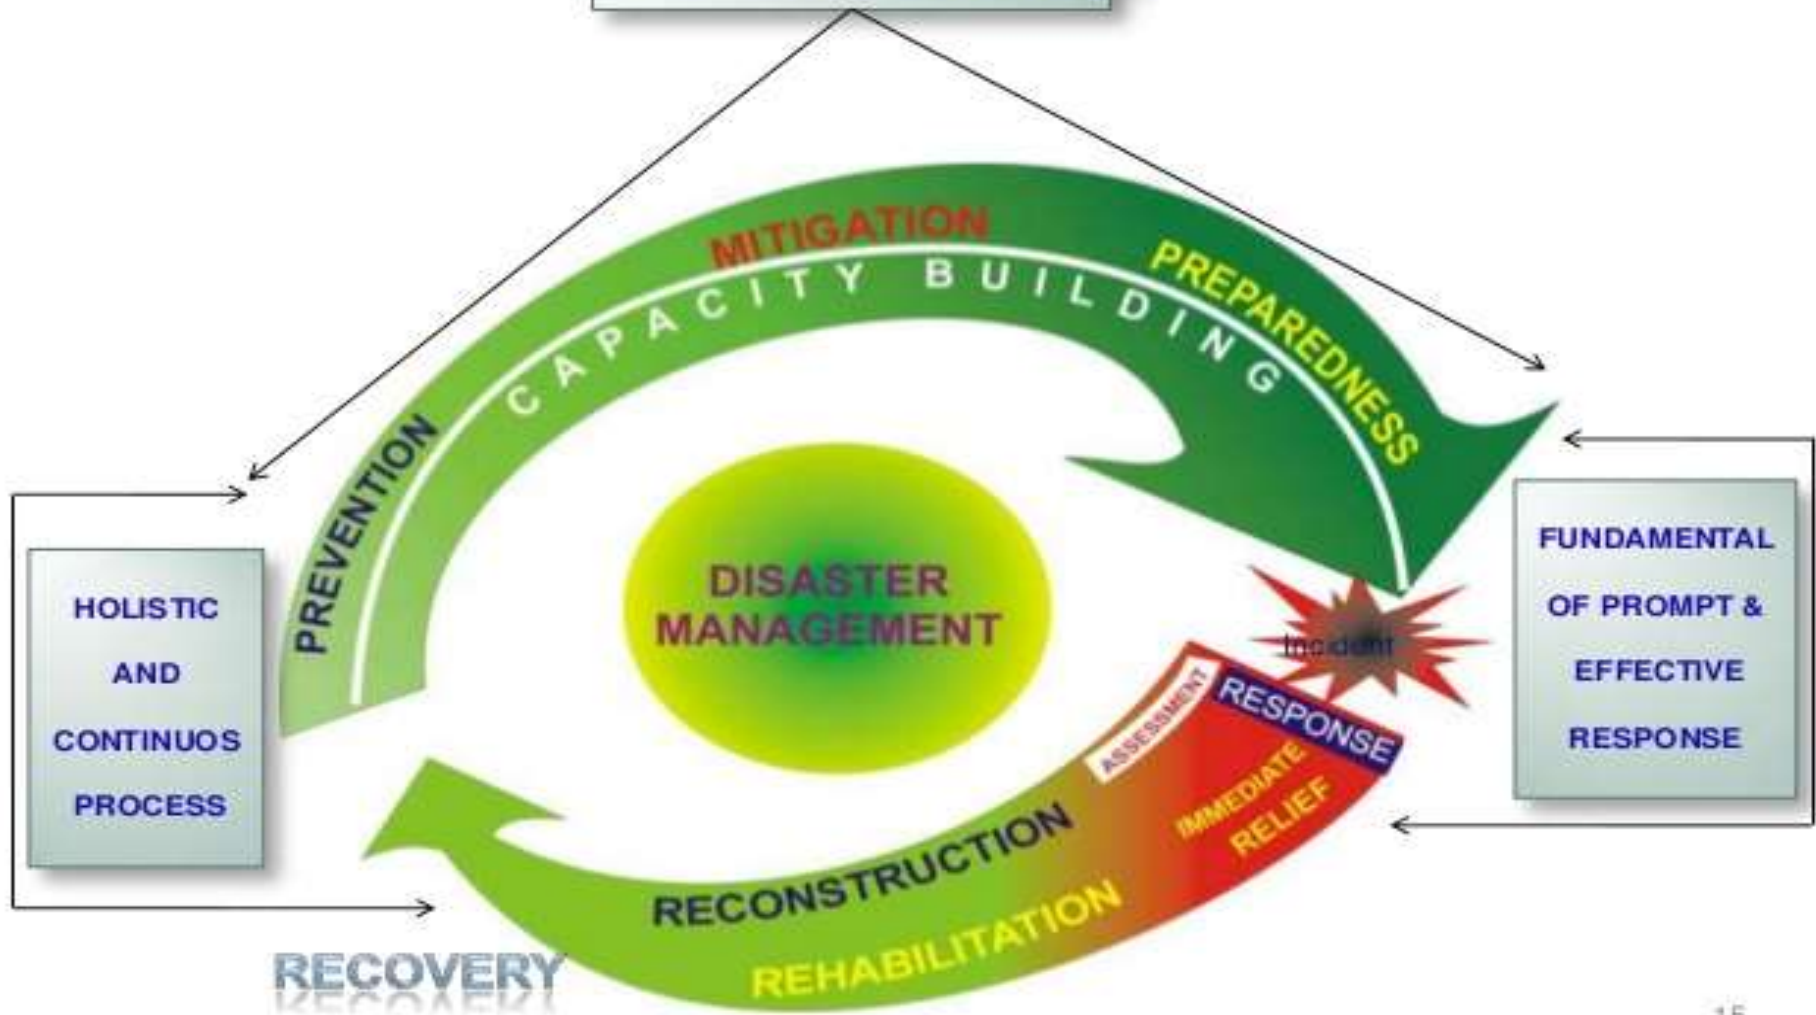 MITIGATION
PREPAREDNESS
CAPACITY BUILDING
PREVENTION
DISASTER
MANAGEMENT
HOLISTIC
AND
CONTINUOS
PROCESS
FUNDAMENTAL
OF PROMPT &
EFFECTIVE
RESPONSE
Incident
ASSESSMENT
RESPONSE
IMMEDIATE
RELIEF
RECONSTRUCTION
REHABILITATION
RECOVERY